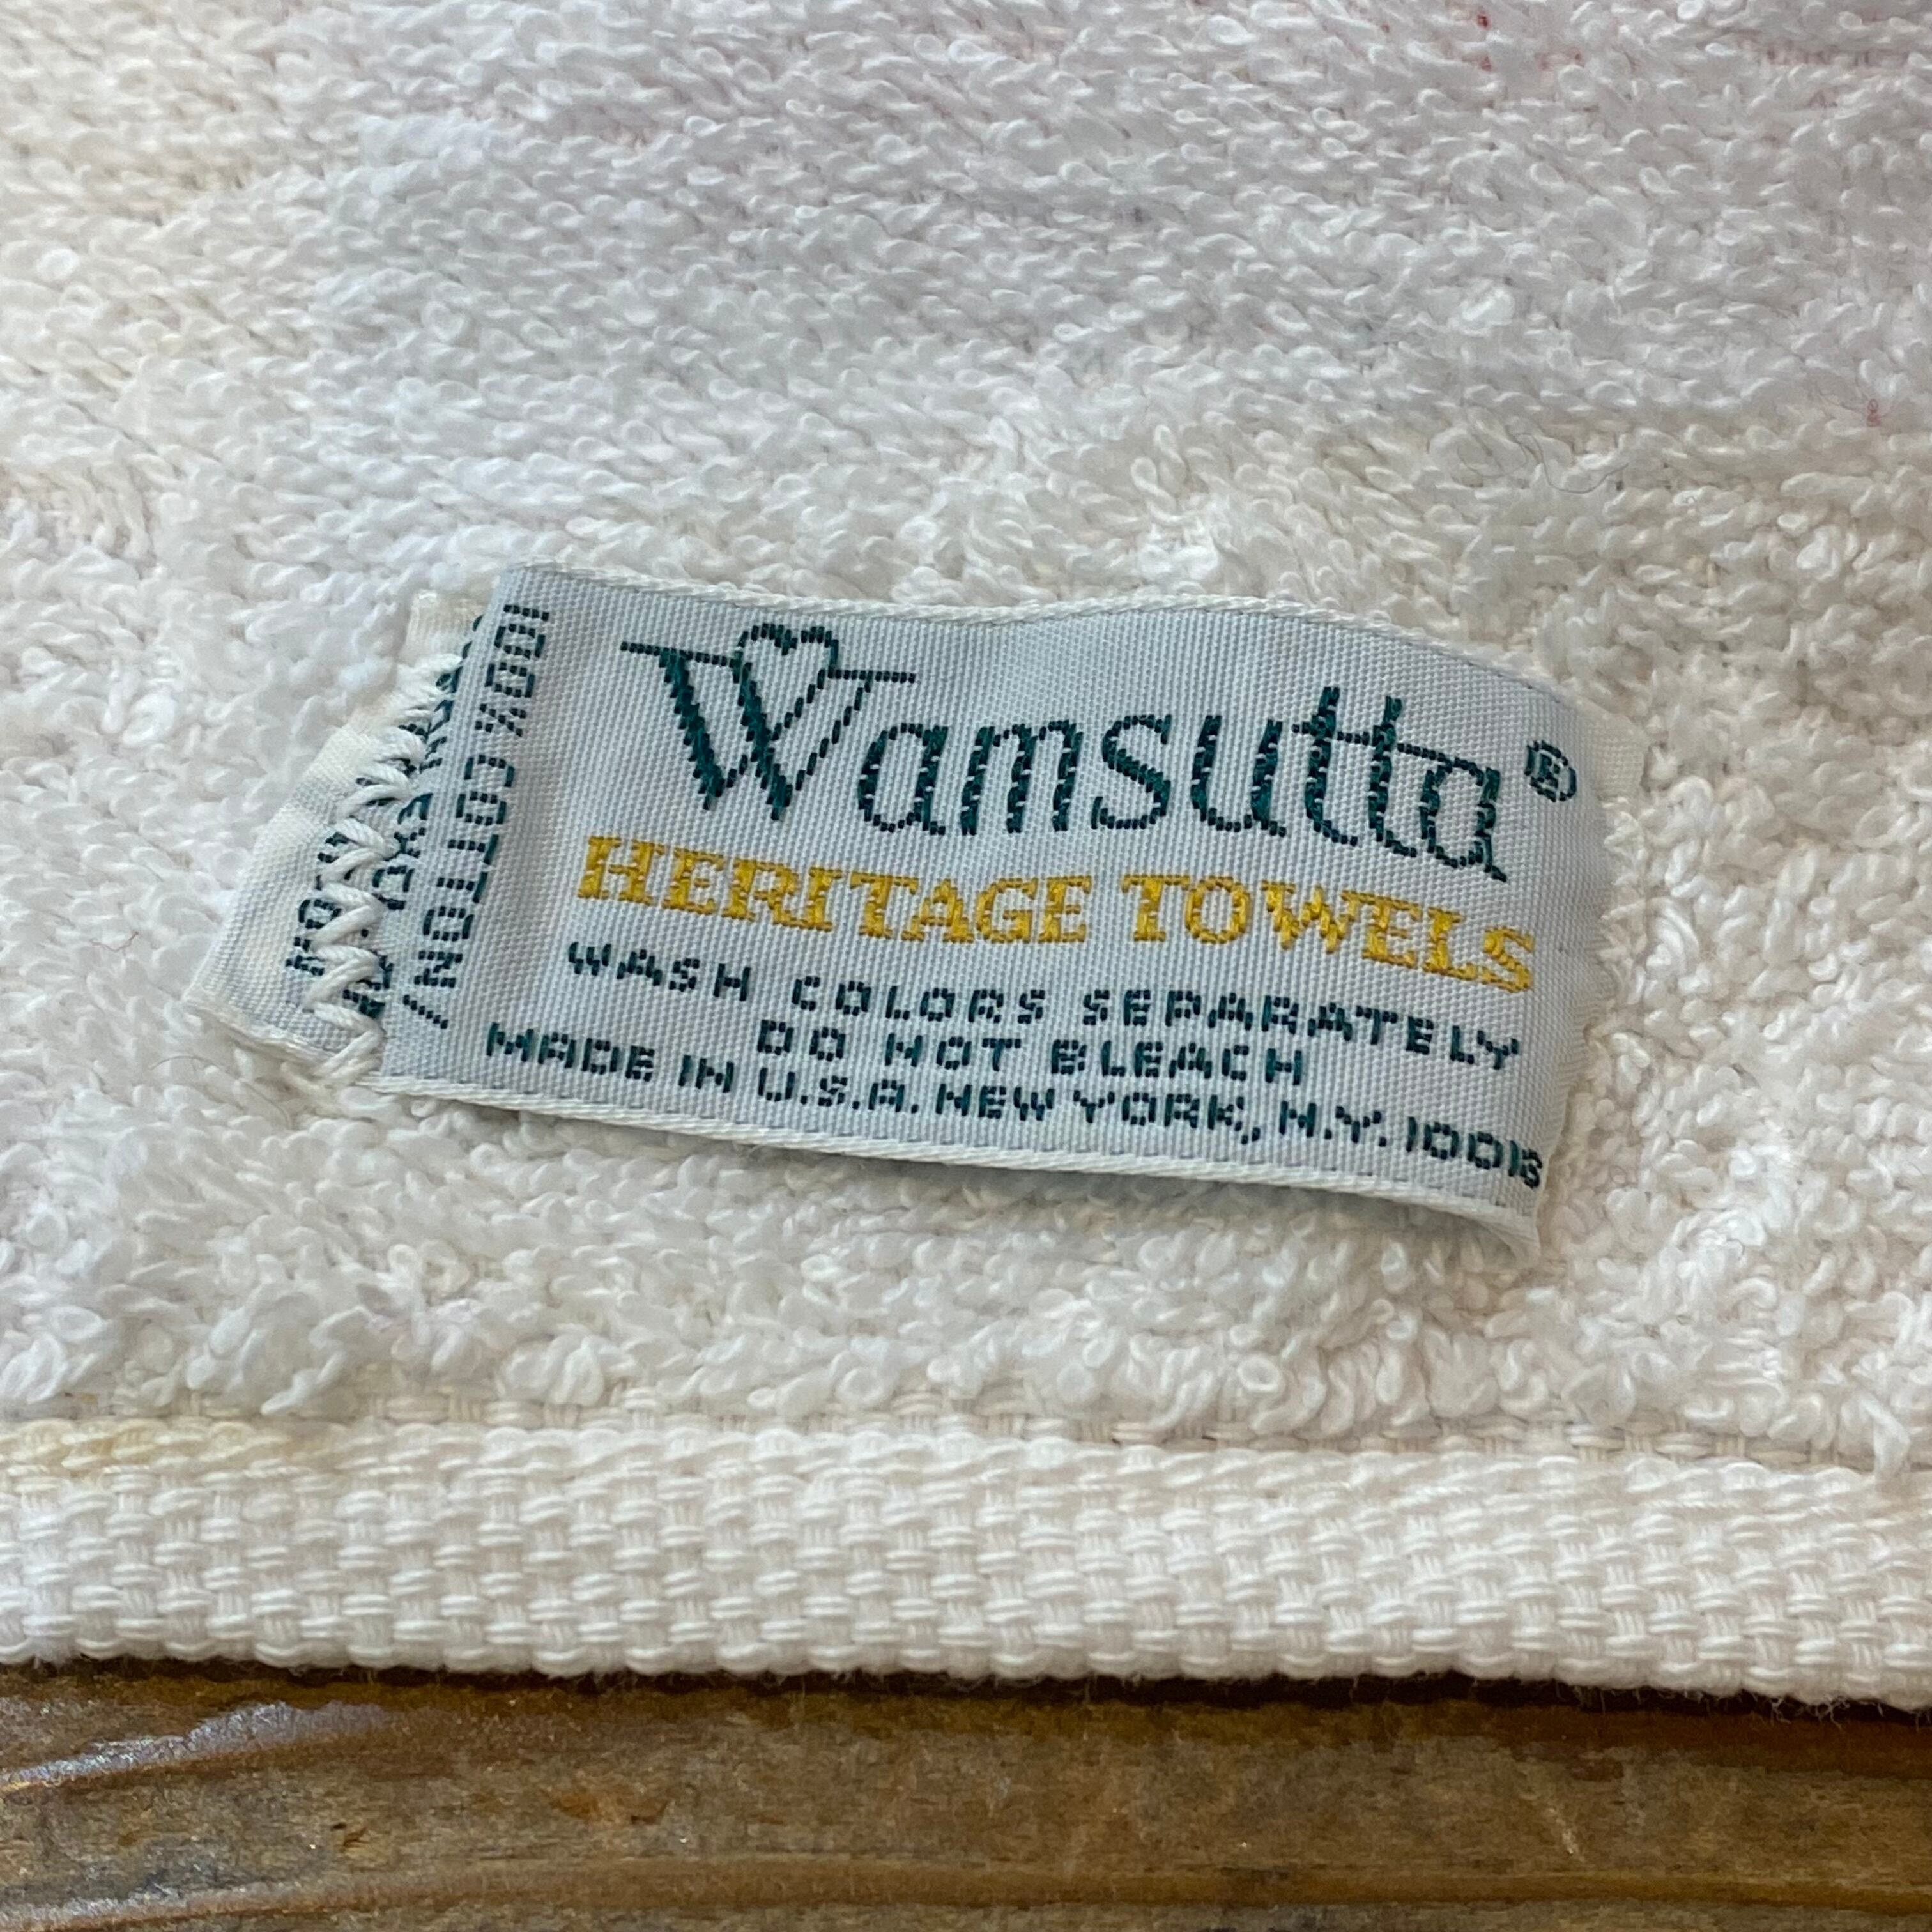 Wamsutta®
HERITAGE TOWELS
WASH COLORS SEPARATELY
DO NOT BLEACH
MADE IN U.S.A. NEW YORK, N.Y. 10018
100% COTTON/